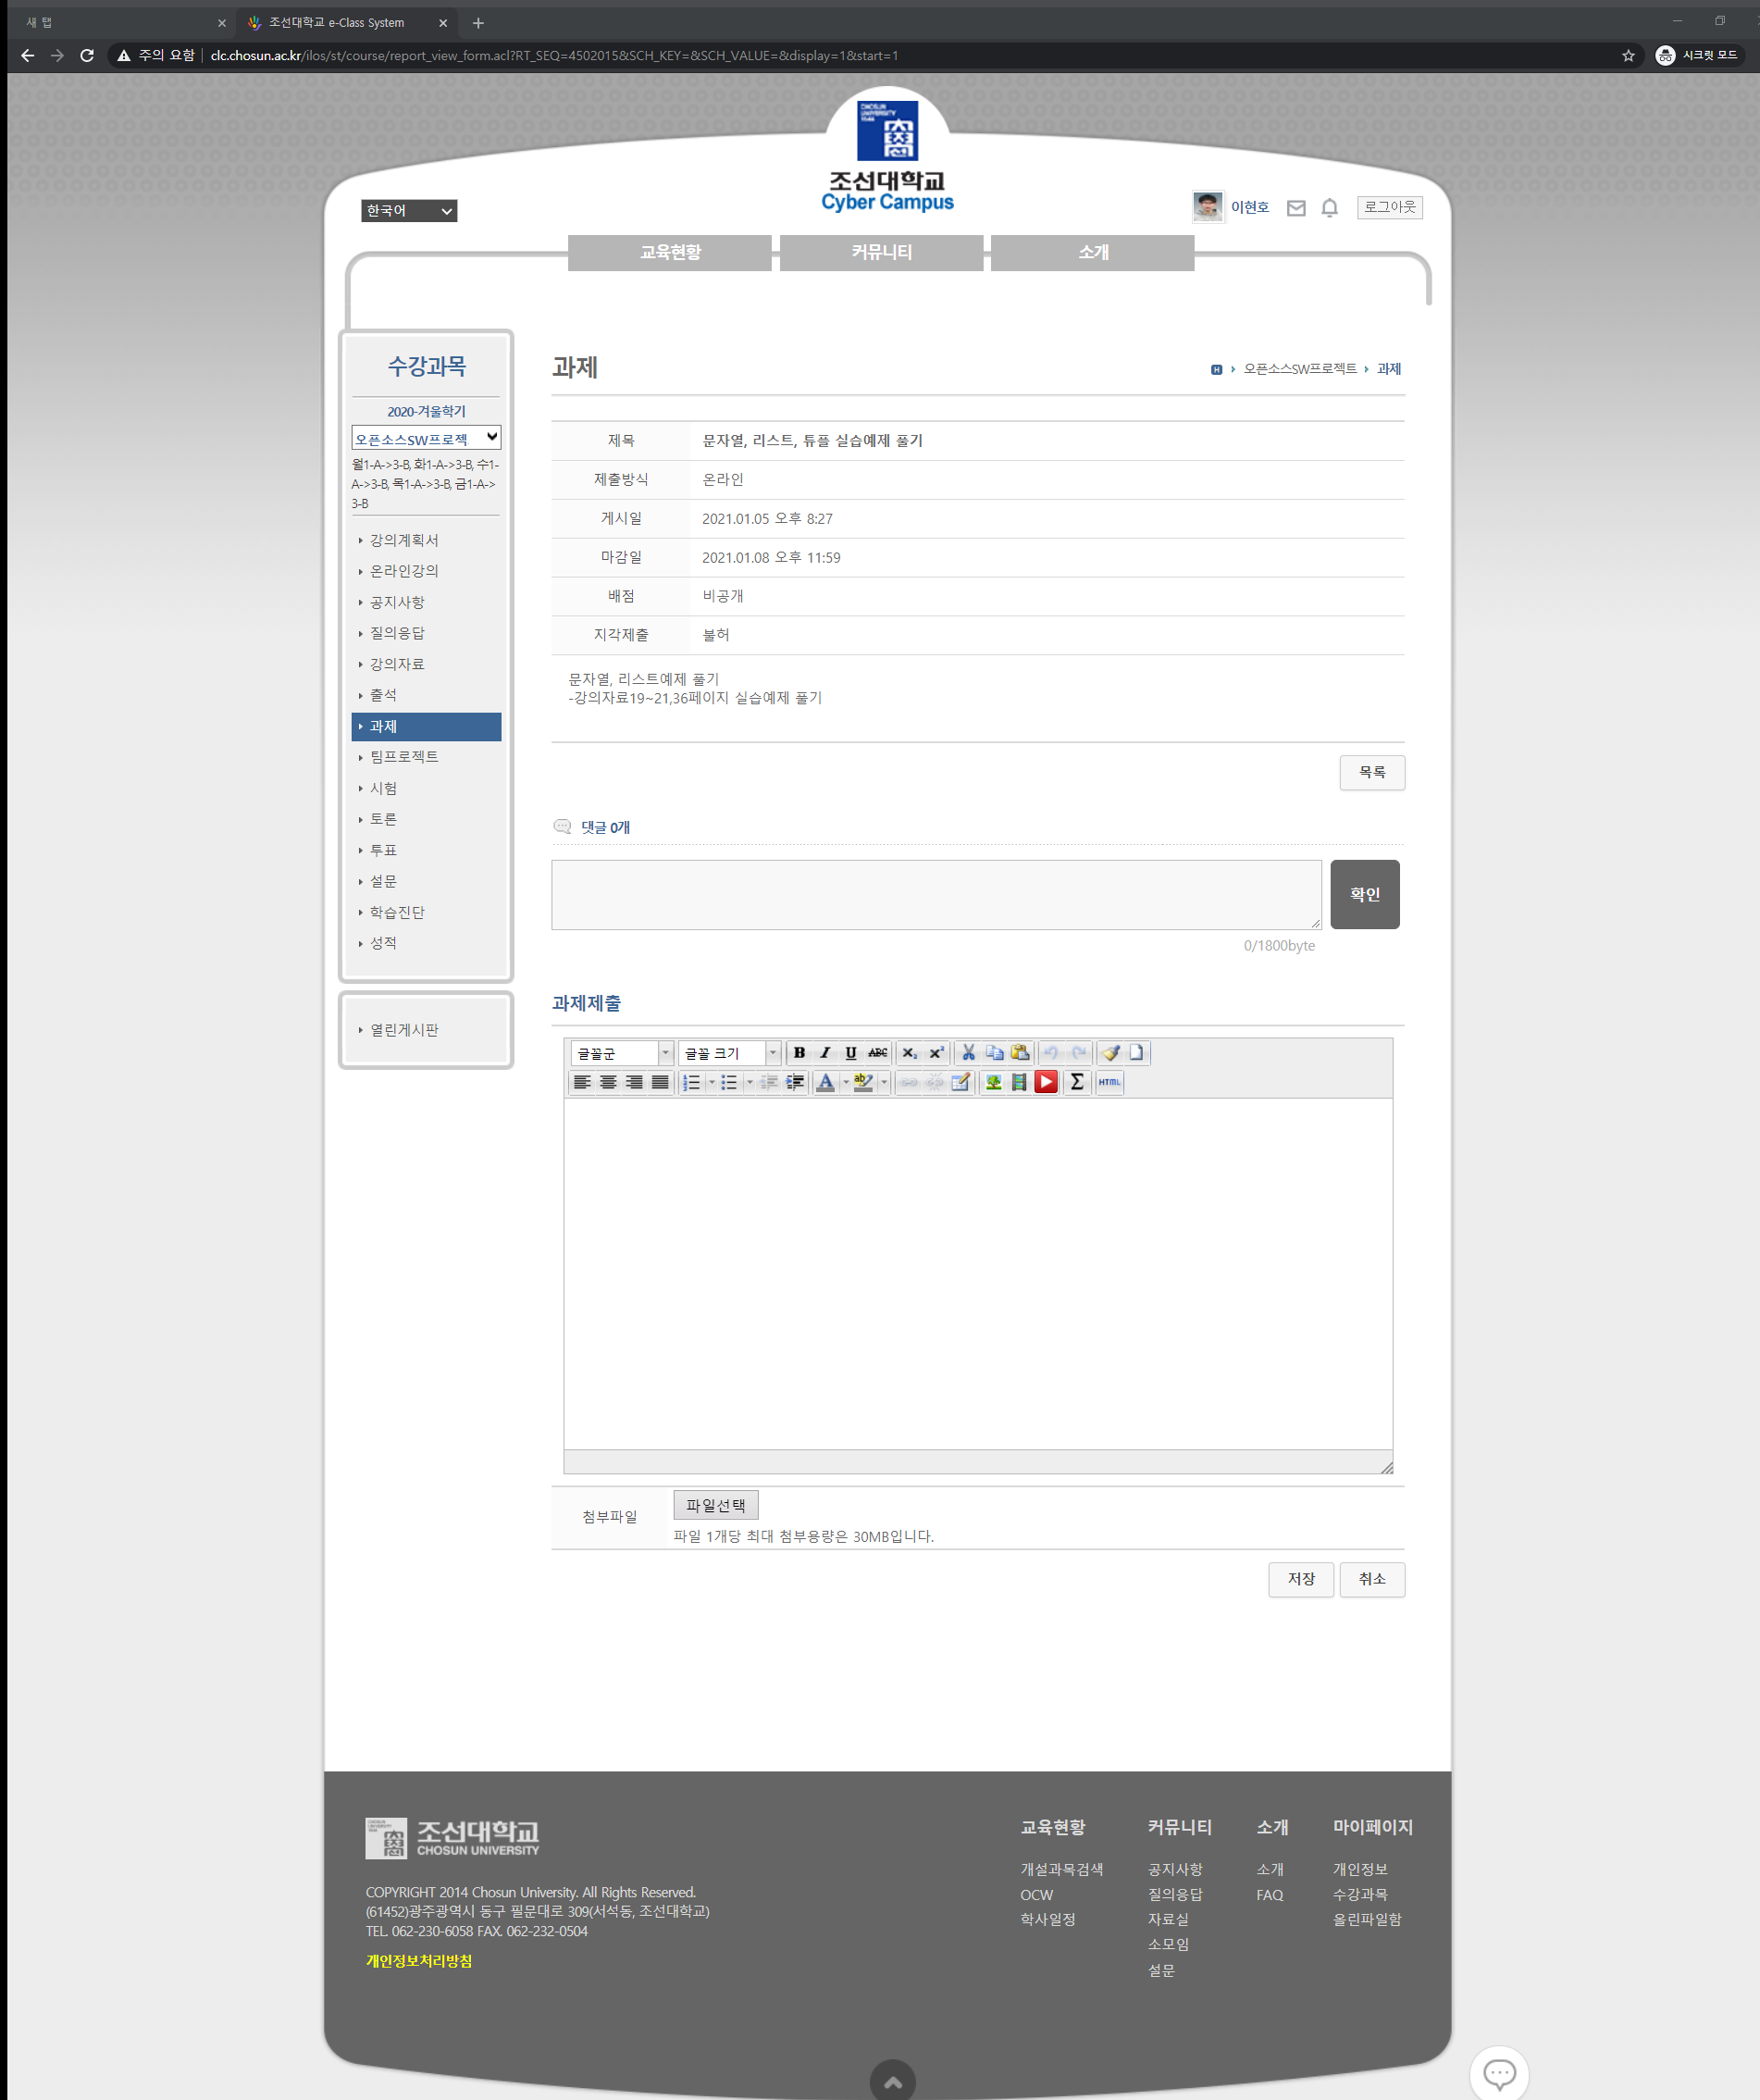 새 탭
조선대학교 e-Class System
주의 요함 | clc.chosun.ac.kr/ilos/st/course/report_view_form.acl?RT_SEQ=4502015&SCH_KEY=&SCH_VALUE=&display=1&start=1
시크릿 모드
CHOSUN UNIVERSITY 1946
조선대학교
Cyber Campus
한국어
이현호
로그아웃
교육현황 커뮤니티 소개
수강과목
2020-겨울학기
오픈소스SW프로젝
월1-A->3-B, 화1-A->3-B, 수1-
A->3-B, 목1-A->3-B, 금1-A->
3-B
강의계획서
온라인강의
공지사항
질의응답
강의자료
출석
과제
팀프로젝트
시험
토론
투표
설문
학습진단
성적
열린게시판
과제
H 오픈소스SW프로젝트 과제
제목 문자열, 리스트, 튜플 실습예제 풀기
제출방식 온라인
게시일 2021.01.05 오후 8:27
마감일 2021.01.08 오후 11:59
배점 비공개
지각제출 불허
문자열, 리스트예제 풀기
-강의자료19~21,36페이지 실습예제 풀기
목록
댓글 0개
확인
0/1800byte
과제제출
글꼴군 글꼴 크기 B I U ABC
A ab HTML
첨부파일 파일선택
파일 1개당 최대 첨부용량은 30MB입니다.
저장 취소
조선대학교
CHOSUN UNIVERSITY
COPYRIGHT 2014 Chosun University. All Rights Reserved.
(61452)광주광역시 동구 필문대로 309(서석동, 조선대학교)
TEL. 062-230-6058 FAX. 062-232-0504
개인정보처리방침
교육현황
개설과목검색
OCW
학사일정
커뮤니티
공지사항
질의응답
자료실
소모임
설문
소개
소개
FAQ
마이페이지
개인정보
수강과목
올린파일함